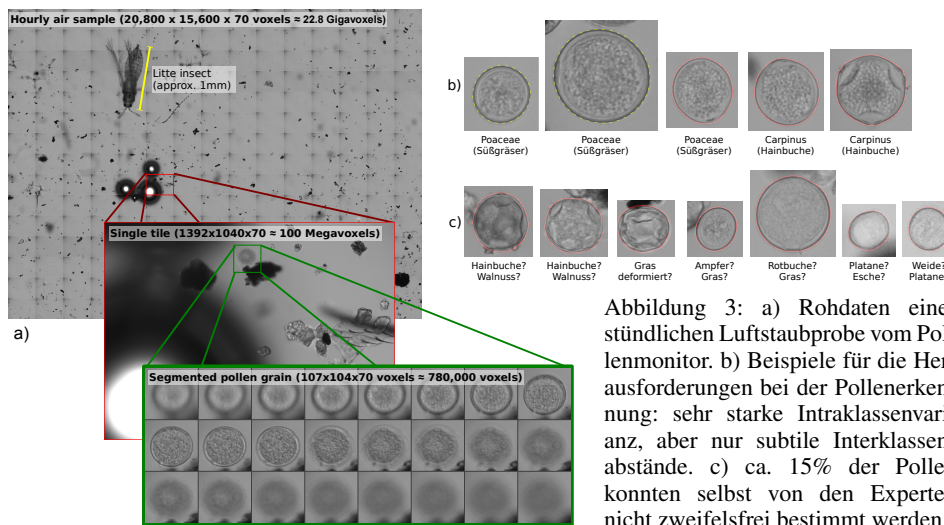 Hourly air sample (20,800 x 15,600 x 70 voxels ≈ 22.8 Gigavoxels)
Litte insect
(approx. 1mm)
Single tile (1392x1040x70 ≈ 100 Megavoxels)
a)
Segmented pollen grain (107x104x70 voxels ≈ 780,000 voxels)
b)
Poaceae
(Süßgräser)
Poaceae
(Süßgräser)
Poaceae
(Süßgräser)
Carpinus
(Hainbuche)
Carpinus
(Hainbuche)
c)
Hainbuche?
Walnuss?
Hainbuche?
Walnuss?
Gras
deformiert?
Ampfer?
Gras?
Rotbuche?
Gras?
Platane?
Esche?
Weide?
Platane
Abbildung 3: a) Rohdaten eine
stündlichen Luftstaubprobe vom Pol
lenmonitor. b) Beispiele für die Her
ausforderungen bei der Pollenerken
nung: sehr starke Intraklassenvari
anz, aber nur subtile Interklassen
abstände. c) ca. 15% der Polle
konnten selbst von den Experte
nicht zweifelsfrei bestimmt werden